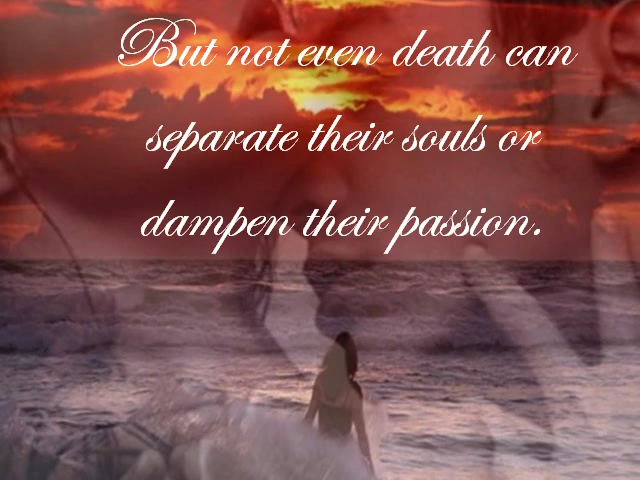 But not even death can
separate their souls or
dampen their passion.